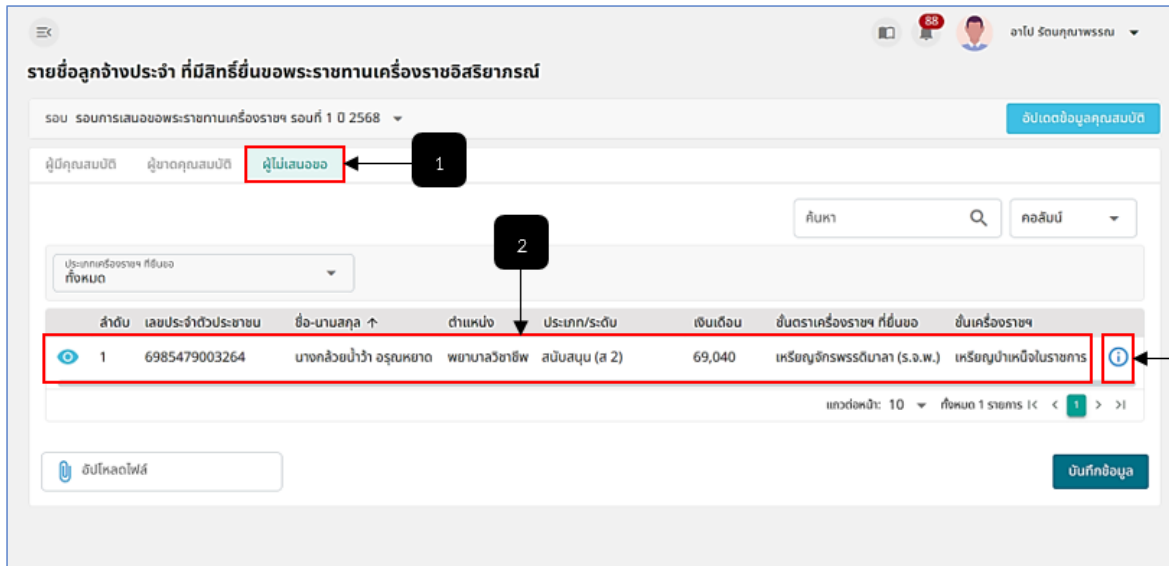 88
อาโป รัตนกุณาพรรณ
รายชื่อลูกจ้างประจำ ที่มีสิทธิ์ยื่นขอพระราชทานเครื่องราชอิสริยาภรณ์
รอบ รอบการเสนอขอพระราชทานเครื่องราชฯ รอบที่ 1 ปี 2568
อัปเดตข้อมูลคุณสมบัติ
ผู้มีคุณสมบัติ ผู้ขาดคุณสมบัติ ผู้ไม่เสนอขอ 1
ค้นหา คอลัมน์
2
ประเภทเครื่องราชฯ ที่ยื่นขอ
ทั้งหมด
ลำดับ เลขประจำตัวประชาชน ชื่อ-นามสกุล ↑ ตำแหน่ง ประเภท/ระดับ เงินเดือน ชั้นตราเครื่องราชฯ ที่ยื่นขอ ชั้นเครื่องราชฯ
1 6985479003264 นางกล้วยน้ำว้า อรุณหยาด พยาบาลวิชาชีพ สนับสนุน (ส 2) 69,040 เหรียญจักรพรรดิมาลา (ร.จ.พ.) เหรียญบำเหน็จในราชการ
แถวต่อหน้า: 10 ทั้งหมด 1 รายการ |< < 1 > >|
อัปโหลดไฟล์
บันทึกข้อมูล